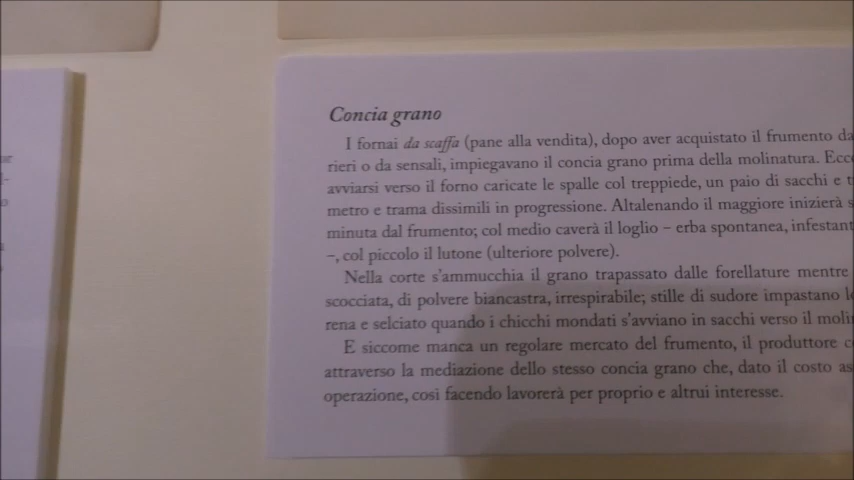 Concia grano
I fornai da scaffa (pane alla vendita), dopo aver acquistato il frumento da
rieri o da sensali, impiegavano il concia grano prima della molinatura.
avviarsi verso il forno caricate le spalle col treppiede, un paio di sacchi e
metro e trama dissimili in progressione. Altalenando il maggiore inizierà
minuta dal frumento; col medio caverà il loglio – erba spontanea,
–, col piccolo il lutone (ulteriore polvere).
Nella corte s'ammucchia il grano trapassato dalle forellature mentre
scocciata, di polvere biancastra, irrespirabile; stille di sudore impastano
rena e selciato quando i chicchi mondati s'avviano in sacchi verso il
E siccome manca un regolare mercato del frumento, il produttore
attraverso la mediazione dello stesso concia grano che, dato il costo
operazione, così facendo lavorerà per proprio e altrui interesse.